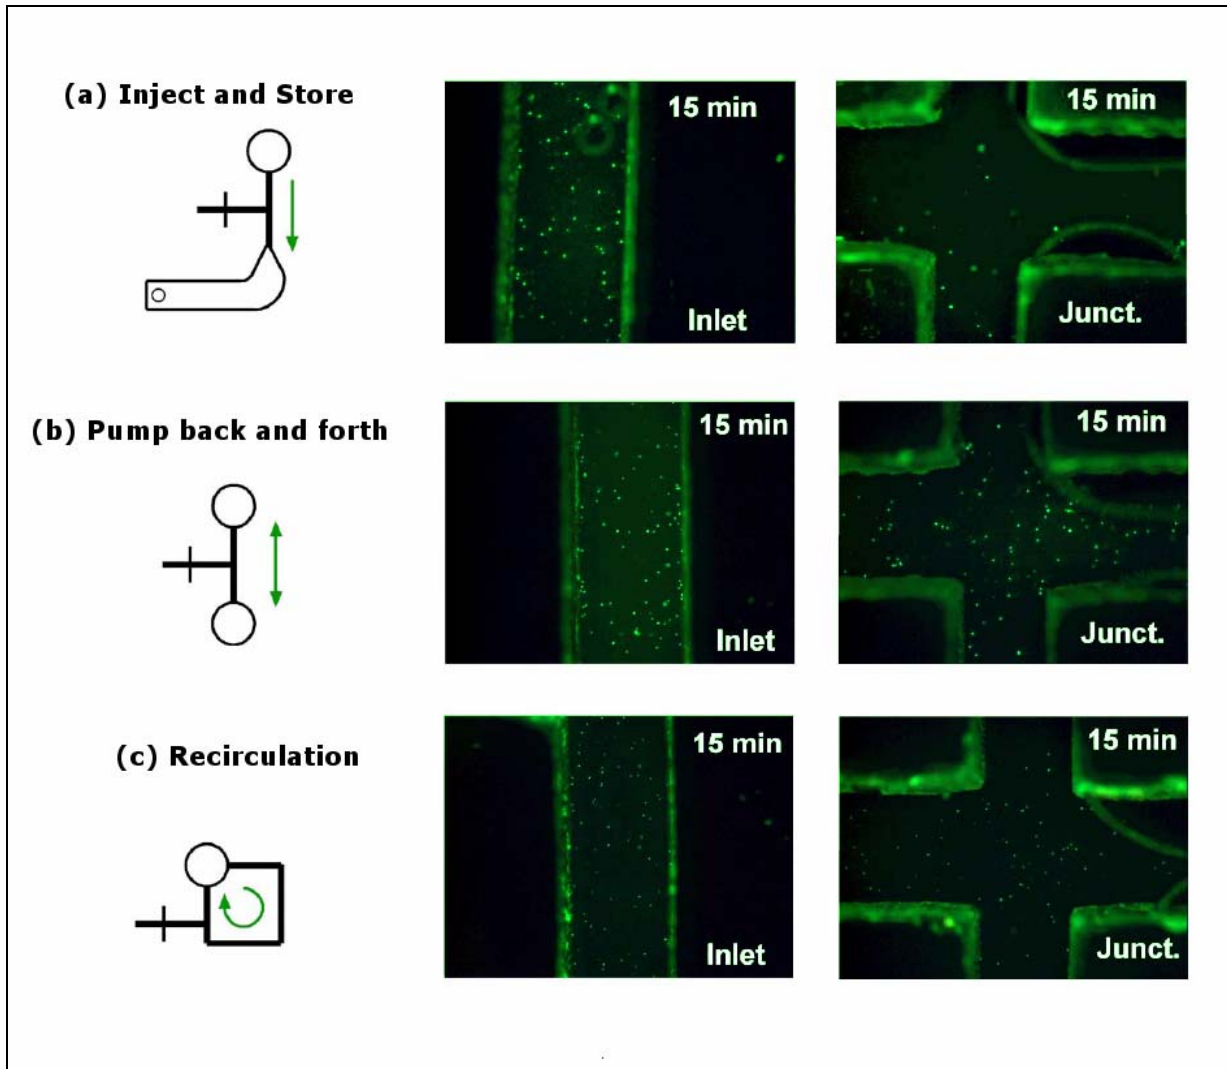 (a) Inject and Store
15 min
Inlet
15 min
Junct.
(b) Pump back and forth
15 min
Inlet
15 min
Junct.
(c) Recirculation
15 min
Inlet
15 min
Junct.